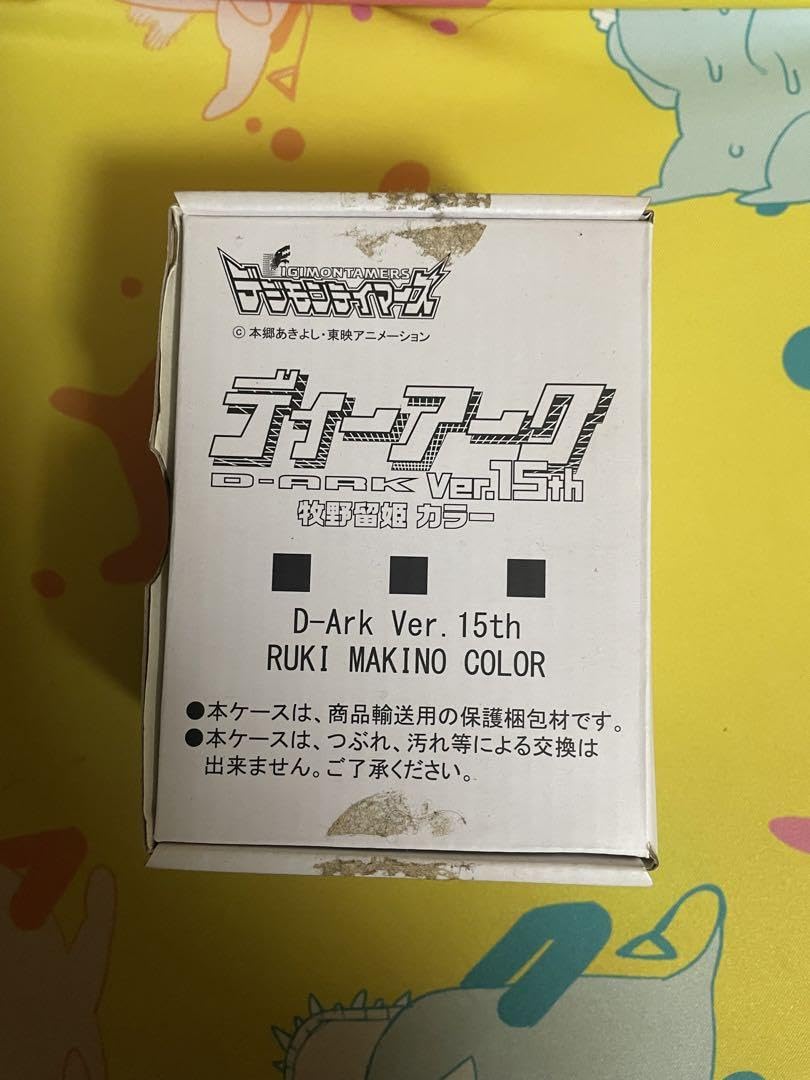 DIGIMONTAMERS
デジモンテイマーズ
© 本郷あきよし・東映アニメーション
ディーアーク
D-ARK Ver.15th
牧野留姫 カラー
D-Ark Ver.15th
RUKI MAKINO COLOR
●本ケースは、商品輸送用の保護梱包材です。
●本ケースは、つぶれ、汚れ等による交換は
出来ません。ご了承ください。